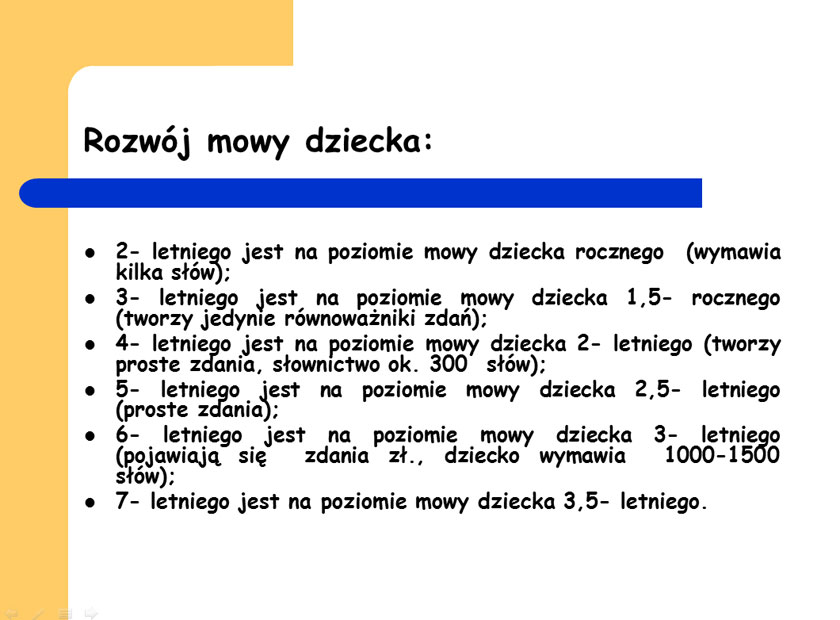 Rozwój mowy dziecka:
2- letniego jest na poziomie mowy dziecka rocznego (wymawia
kilka słów);
3- letniego jest na poziomie mowy dziecka 1,5- rocznego
(tworzy jedynie równoważniki zdań);
4- letniego jest na poziomie mowy dziecka 2- letniego (tworzy
proste zdania, słownictwo ok. 300 słów);
5- letniego jest na poziomie mowy dziecka 2,5- letniego
(proste zdania);
6- letniego jest na poziomie mowy dziecka 3- letniego
(pojawiają się zdania zł., dziecko wymawia 1000-1500
słów);
7- letniego jest na poziomie mowy dziecka 3,5- letniego.